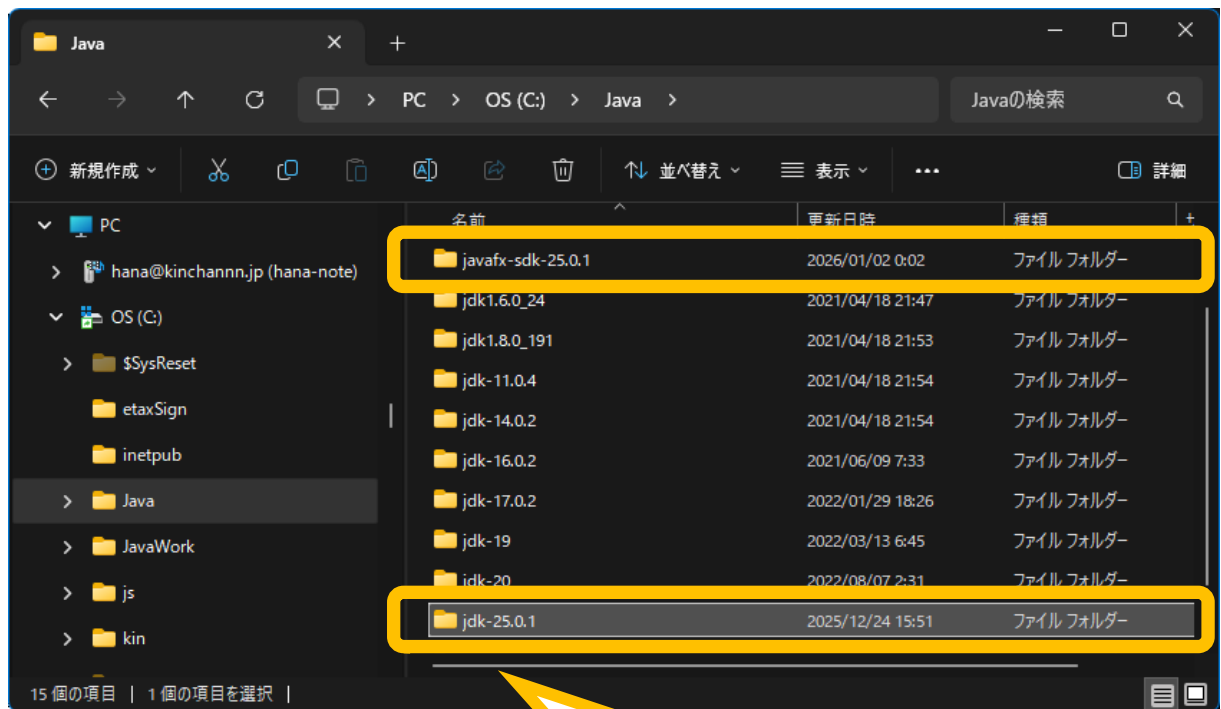 Java
PC > OS (C:) > Java >
Javaの検索
新規作成
並べ替え
表示
詳細
PC
hana@kinchannn.jp (hana-note)
OS (C:)
$SysReset
etaxSign
inetpub
Java
JavaWork
js
kin
名前 更新日時 種類
javafx-sdk-25.0.1 2026/01/02 0:02 ファイル フォルダー
jdk1.6.0_24 2021/04/18 21:47 ファイル フォルダー
jdk1.8.0_191 2021/04/18 21:53 ファイル フォルダー
jdk-11.0.4 2021/04/18 21:54 ファイル フォルダー
jdk-14.0.2 2021/04/18 21:54 ファイル フォルダー
jdk-16.0.2 2021/06/09 7:33 ファイル フォルダー
jdk-17.0.2 2022/01/29 18:26 ファイル フォルダー
jdk-19 2022/03/13 6:45 ファイル フォルダー
jdk-20 2022/08/07 2:31 ファイル フォルダー
jdk-25.0.1 2025/12/24 15:51 ファイル フォルダー
15 個の項目 | 1 個の項目を選択 |